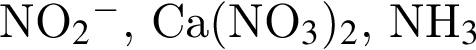 NO₂⁻, Ca(NO₃)₂, NH₃